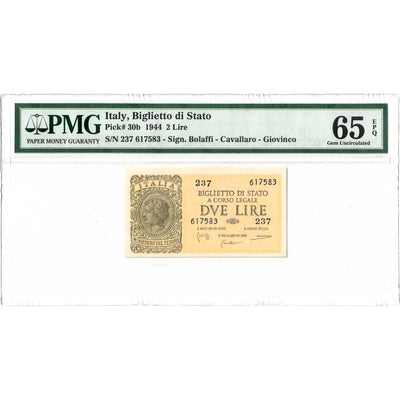 PMG
PAPER MONEY GUARANTY
Italy, Biglietto di Stato
Pick# 30b 1944 2 Lire
S/N 237 617583 - Sign. Bolaffi - Cavallaro - Giovinco
65 EPQ
Gem Uncirculated
ITALIA
237 617583
BIGLIETTO DI STATO
A CORSO LEGALE
DVE LIRE
617583 237